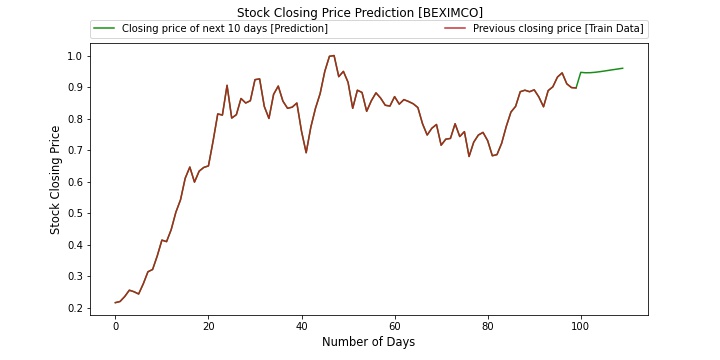 Stock Closing Price Prediction [BEXIMCO]
Closing price of next 10 days [Prediction]
Previous closing price [Train Data]
1.0
0.9
0.8
0.7
0.6
0.5
0.4
0.3
0.2
Stock Closing Price
0 20 40 60 80 100
Number of Days